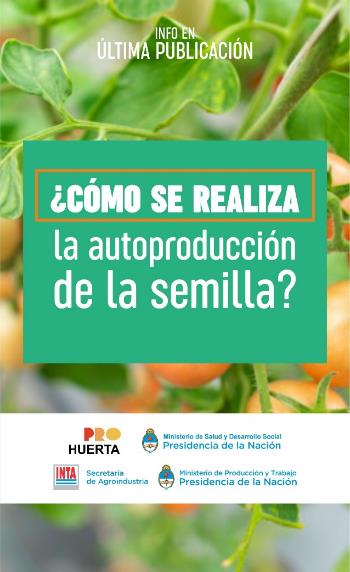 INFO EN
ÚLTIMA PUBLICACIÓN
¿CÓMO SE REALIZA
la autoproducción
de la semilla?
PRO
HUERTA
Ministerio de Salud y Desarrollo Social
Presidencia de la Nación
INTA
Secretaría
de Agroindustria
Ministerio de Producción y Trabajo
Presidencia de la Nación